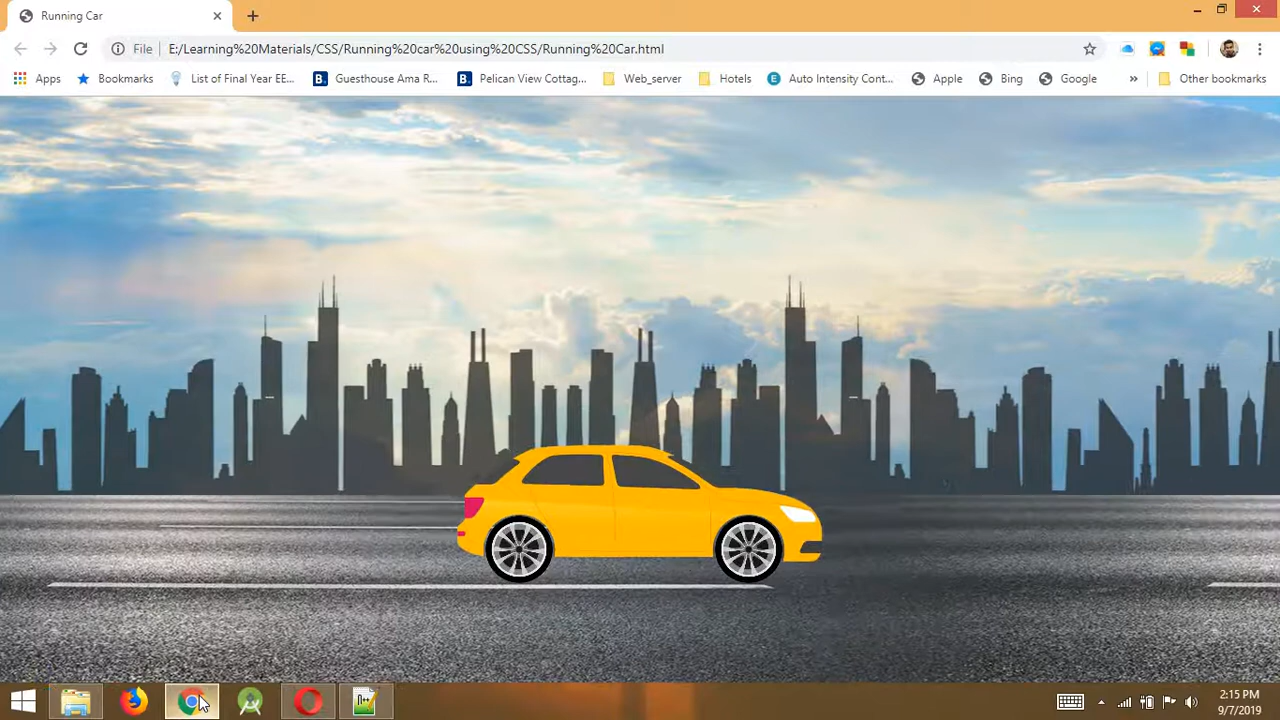 Running Car
File E:/Learning%20Materials/CSS/Running%20car%20using%20CSS/Running%20Car.html
Apps Bookmarks List of Final Year EE... B. Guesthouse Ama R... B. Pelican View Cottag... Web_server Hotels E Auto Intensity Cont... Apple Bing Google » Other bookmarks
2:15 PM
9/7/2019